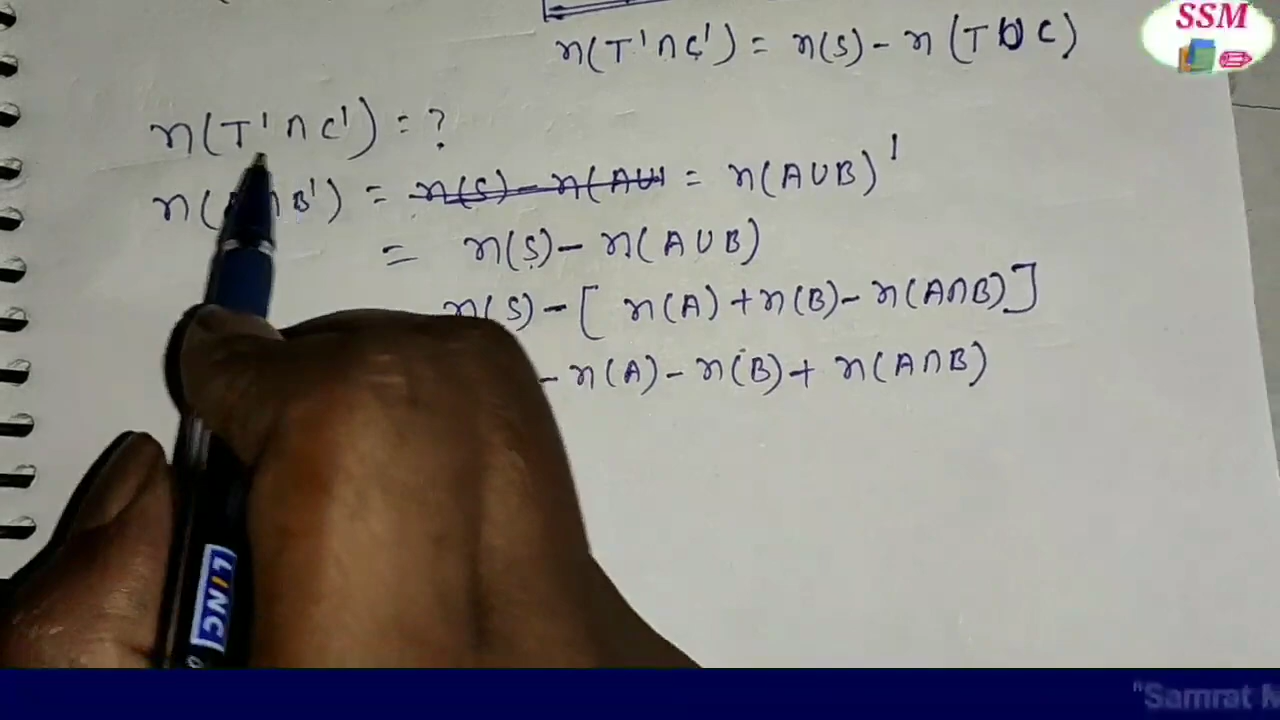 SSM
n(T'∩C') = n(S) - n(T∪C)
n(T'∩C') = ?
n( B') = n(S) - n(A∪ = n(A∪B)'
= n(S) - n(A∪B)
n(S) - [ n(A) + n(B) - n(A∩B) ]
- n(A) - n(B) + n(A∩B)
LINC
"Samrat